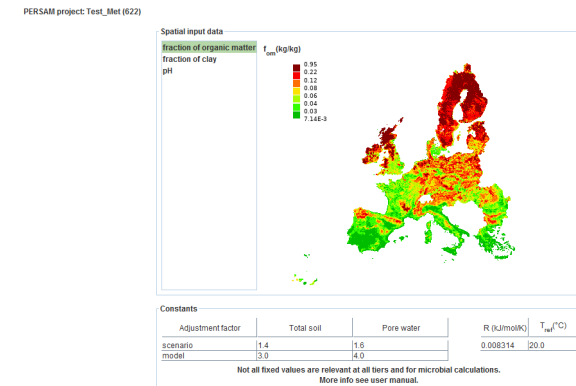 PERSAM project: Test_Met (622)
Spatial input data
fraction of organic matter
fraction of clay
pH
fom(kg/kg)
0.95
0.22
0.12
0.08
0.06
0.04
0.03
7.14E-3
Constants
Adjustment factor Total soil Pore water R (kJ/mol/K) Tref(°C)
scenario 1.4 1.6 0.008314 20.0
model 3.0 4.0
Not all fixed values are relevant at all tiers and for microbial calculations.
More info see user manual.